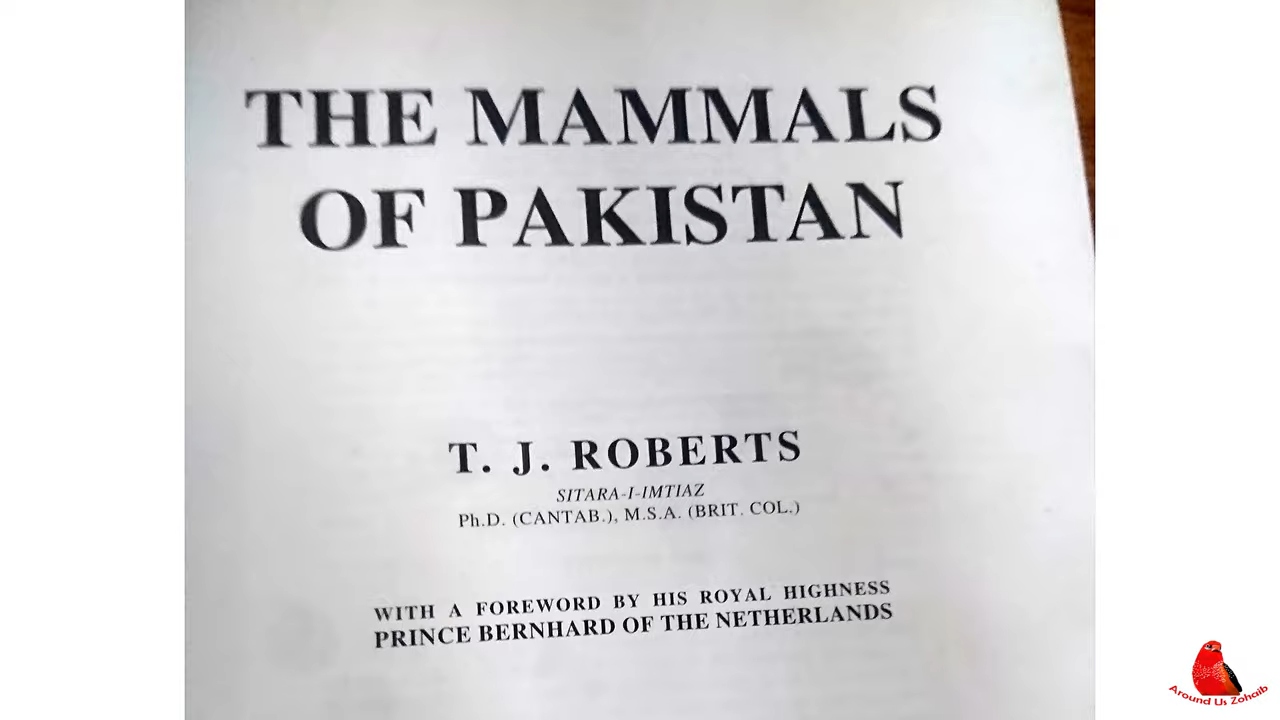 THE MAMMALS
OF PAKISTAN
T. J. ROBERTS
SITARA-I-IMTIAZ
Ph.D. (CANTAB.), M.S.A. (BRIT. COL.)
WITH A FOREWORD BY HIS ROYAL HIGHNESS
PRINCE BERNHARD OF THE NETHERLANDS
Around Us Zohaib